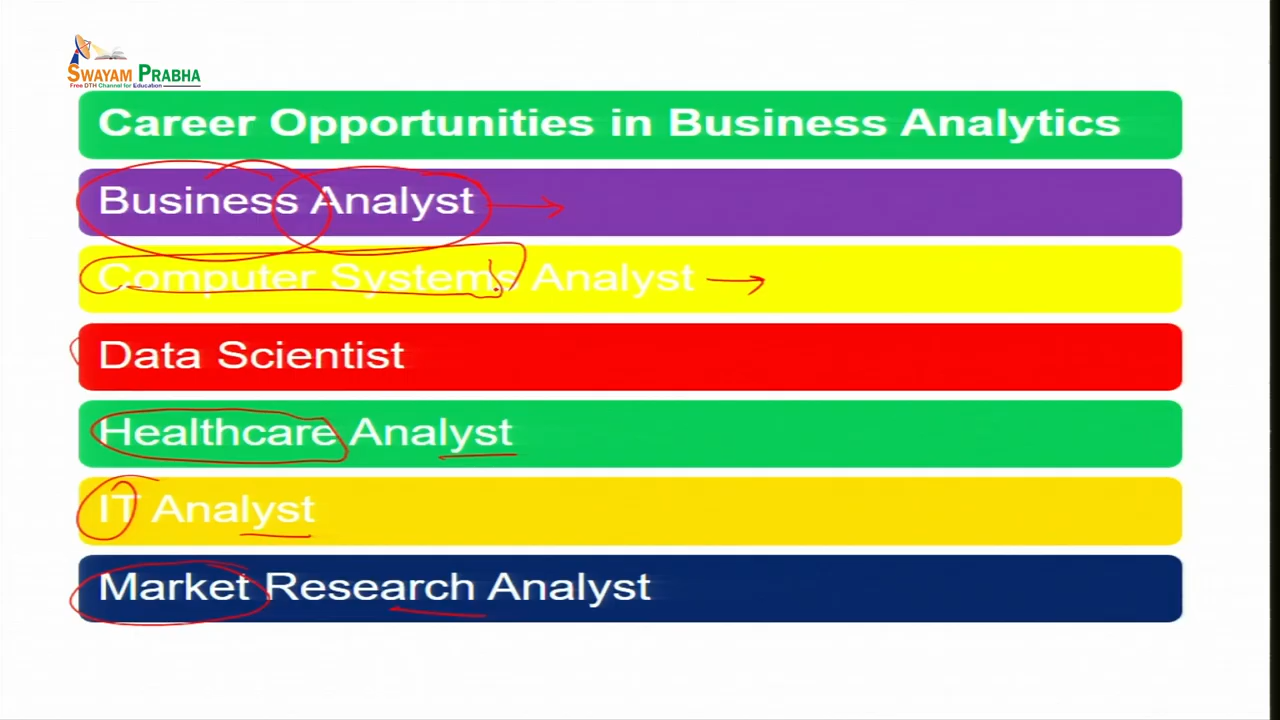 SWAYAM PRABHA
Free DTH Channel for Education
Career Opportunities in Business Analytics
Business Analyst
Computer Systems Analyst
Data Scientist
Healthcare Analyst
IT Analyst
Market Research Analyst